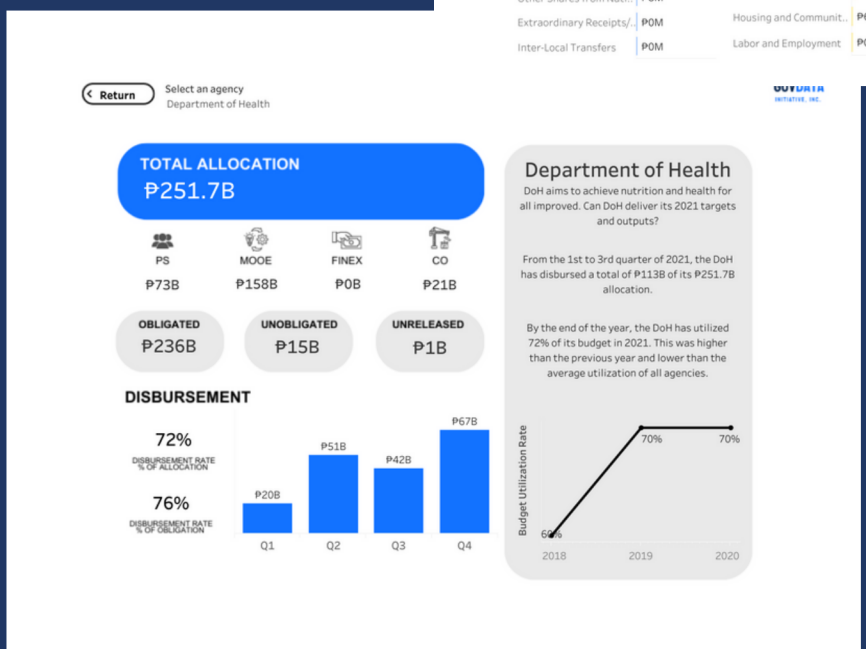 Extraordinary Receipts/.. ₱0M
Inter-Local Transfers ₱0M
Housing and Communit..
Labor and Employment
Return
Select an agency
Department of Health
GOVDATA
INITIATIVE, INC.
TOTAL ALLOCATION
₱251.7B
PS
MOOE
FINEX
CO
₱73B
₱158B
₱0B
₱21B
OBLIGATED
₱236B
UNOBLIGATED
₱15B
UNRELEASED
₱1B
DISBURSEMENT
72%
DISBURSEMENT RATE
% OF ALLOCATION
76%
DISBURSEMENT RATE
% OF OBLIGATION
₱20B
₱51B
₱42B
₱67B
Q1
Q2
Q3
Q4
Department of Health
DoH aims to achieve nutrition and health for
all improved. Can DoH deliver its 2021 targets
and outputs?
From the 1st to 3rd quarter of 2021, the DoH
has disbursed a total of ₱113B of its ₱251.7B
allocation.
By the end of the year, the DoH has utilized
72% of its budget in 2021. This was higher
than the previous year and lower than the
average utilization of all agencies.
Budget Utilization Rate
70%
70%
2018
2019
2020